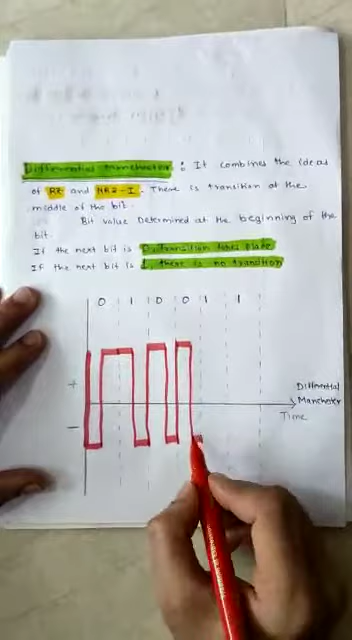 Differential Manchester : It combines the ideas
of RZ and NRZ-I. There is transition at the
middle of the bit.
Bit value Determined at the beginning of the
bit.
If the next bit is 0, transition takes place
If the next bit is 1, there is no transition
0 1 0 0 1 1
+
Differential
Manchester
-
Time